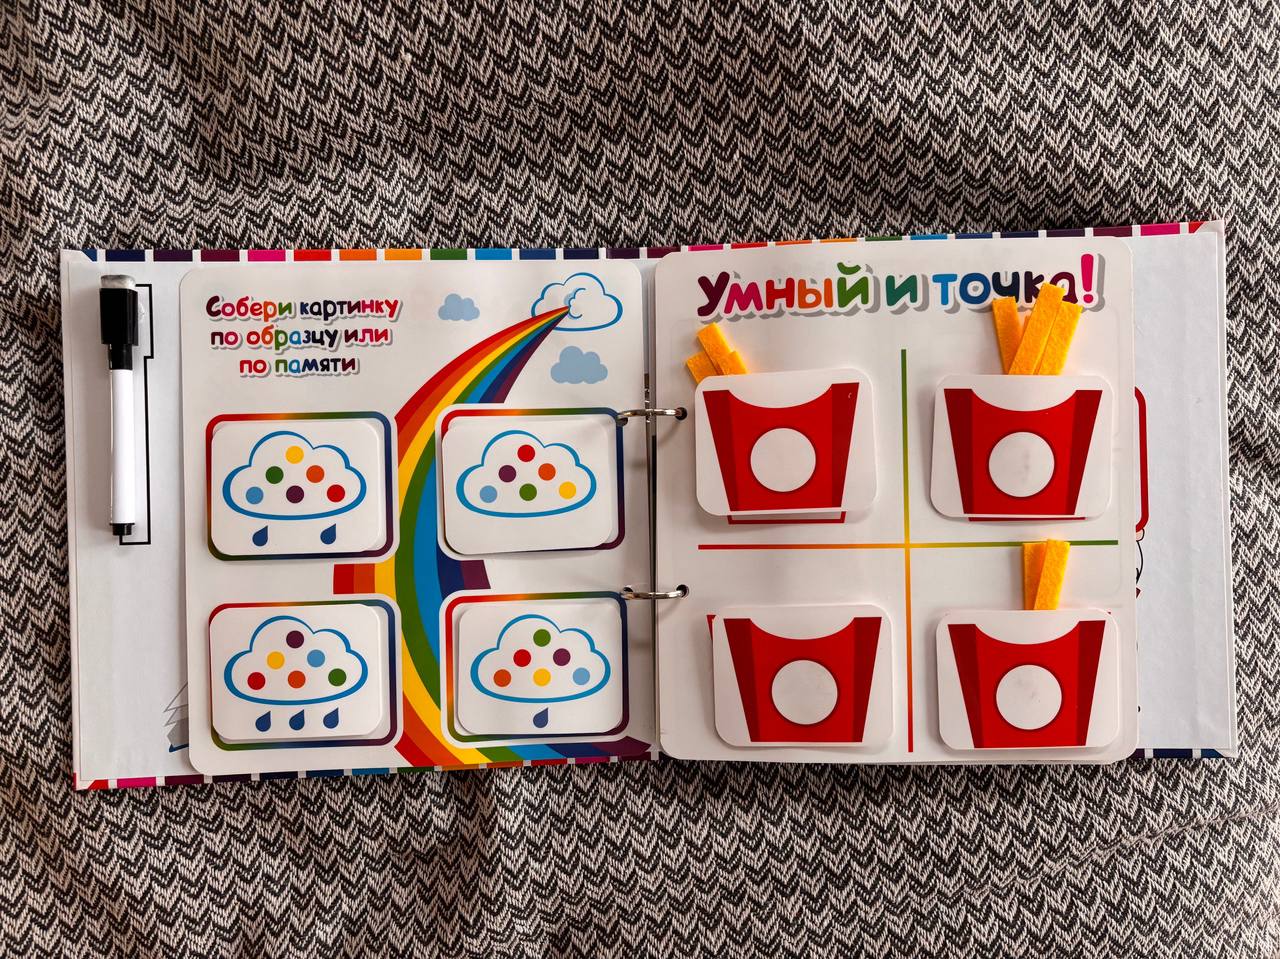 Собери картинку
по образцу или
по памяти
Умный и точка!